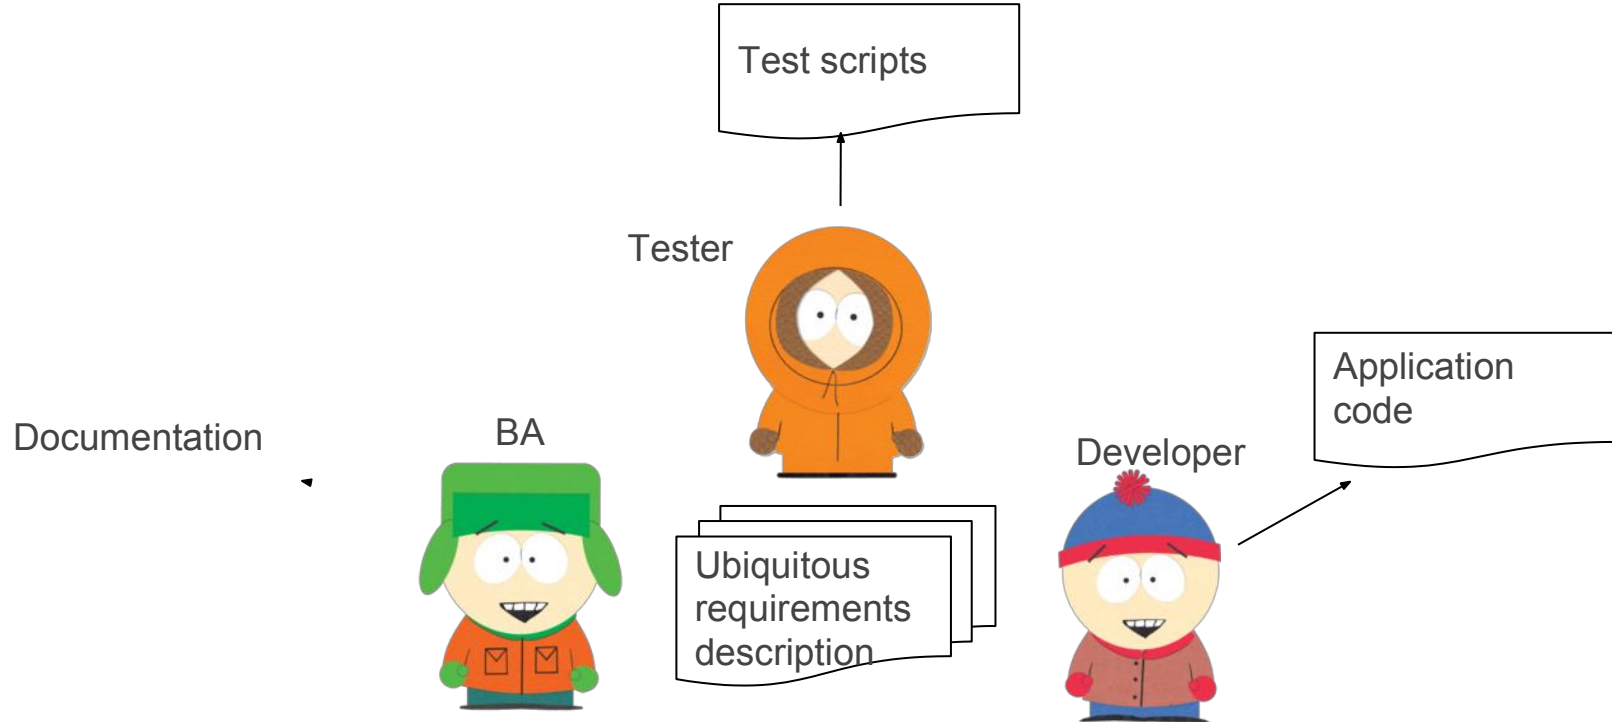 Test scripts
Tester
Application
code
Documentation
BA
Developer
Ubiquitous
requirements
description